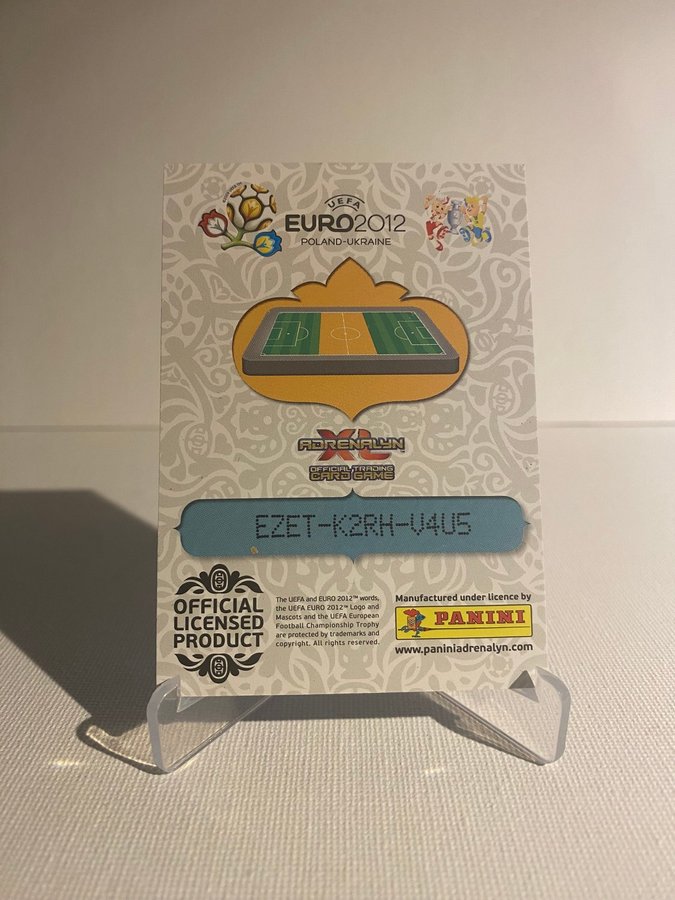 UEFA
EURO2012
POLAND-UKRAINE
ADRENALYN
XL
OFFICIAL TRADING
CARD GAME
EZET-K2RH-V4U5
OFFICIAL
LICENSED
PRODUCT
The UEFA and EURO 2012™ words,
the UEFA EURO 2012™ Logo and
Mascots and the UEFA European
Football Championship Trophy
are protected by trademarks and
copyright. All rights reserved.
Manufactured under licence by
PANINI
www.paniniadrenalyn.com